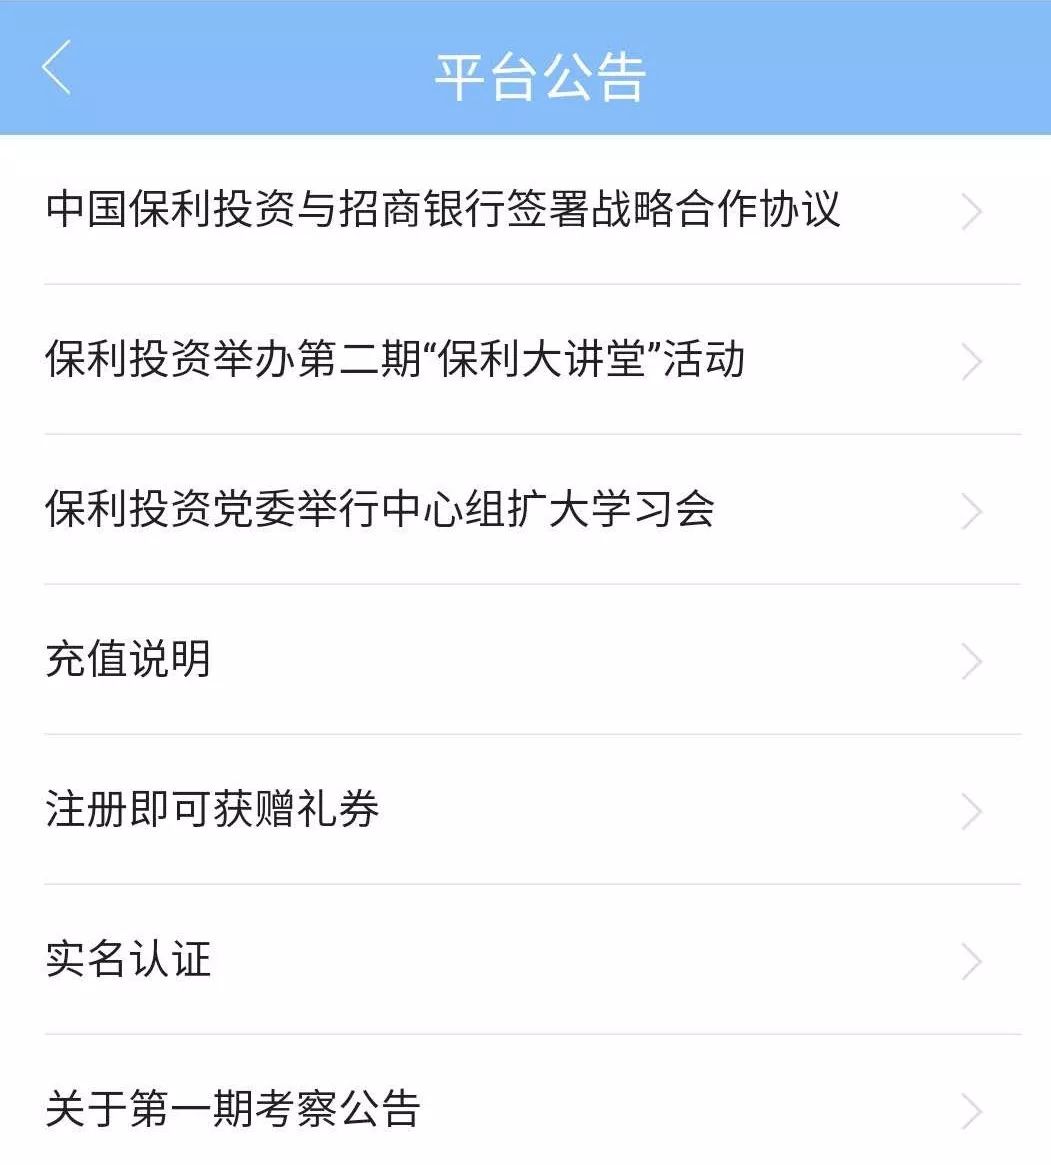 平台公告
中国保利投资与招商银行签署战略合作协议
保利投资举办第二期“保利大讲堂”活动
保利投资党委举行中心组扩大学习会
充值说明
注册即可获赠礼券
实名认证
关于第一期考察公告